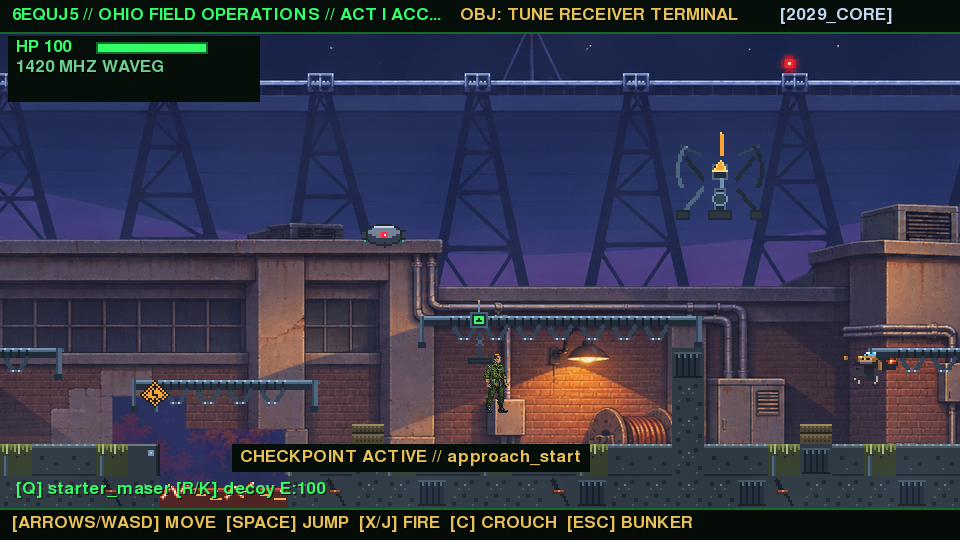 6EQUJ5 // OHIO FIELD OPERATIONS // ACT I ACC... OBJ: TUNE RECEIVER TERMINAL [2029_CORE]
HP 100
1420 MHZ WAVEG
CHECKPOINT ACTIVE // approach_start
[Q] starter_maser [R/K] decoy E:100
[ARROWS/WASD] MOVE [SPACE] JUMP [X/J] FIRE [C] CROUCH [ESC] BUNKER